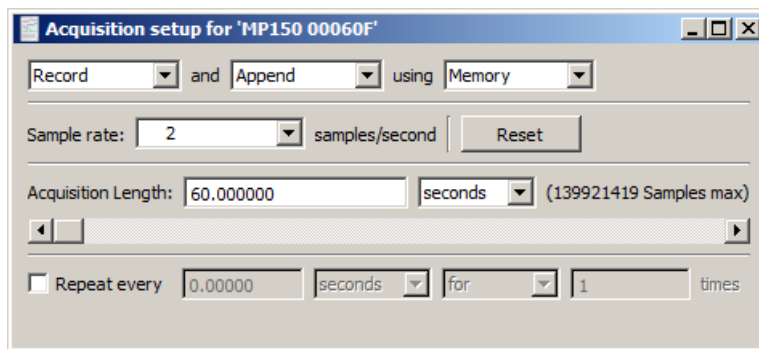 Acquisition setup for 'MP150 00060F'
Record and Append using Memory
Sample rate: 2 samples/second Reset
Acquisition Length: 60.000000 seconds (139921419 Samples max)
Repeat every 0.00000 seconds for 1 times